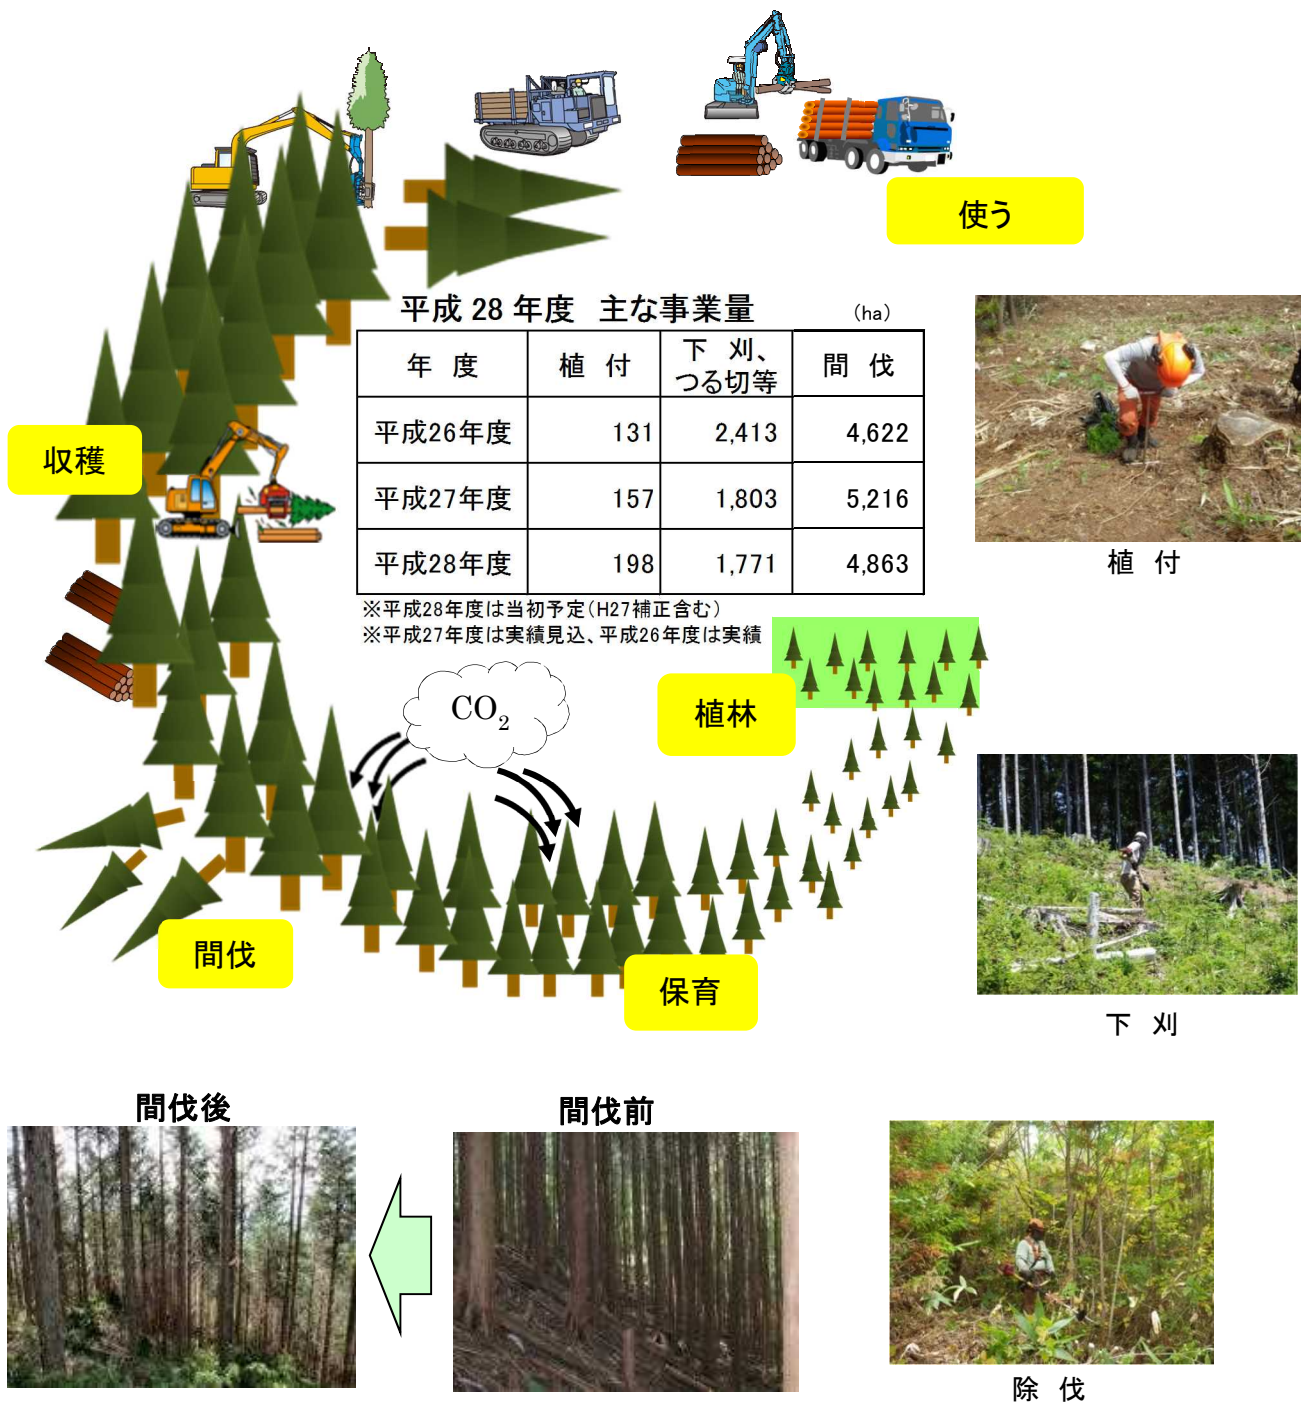 使う
平成 28 年度 主な事業量 (ha)
年 度 植 付 下 刈、つる切等 間 伐
平成26年度 131 2,413 4,622
平成27年度 157 1,803 5,216
平成28年度 198 1,771 4,863
※平成28年度は当初予定(H27補正含む)
※平成27年度は実績見込、平成26年度は実績
収穫
植 付
CO2
植林
間伐
保育
下 刈
間伐後
間伐前
除 伐